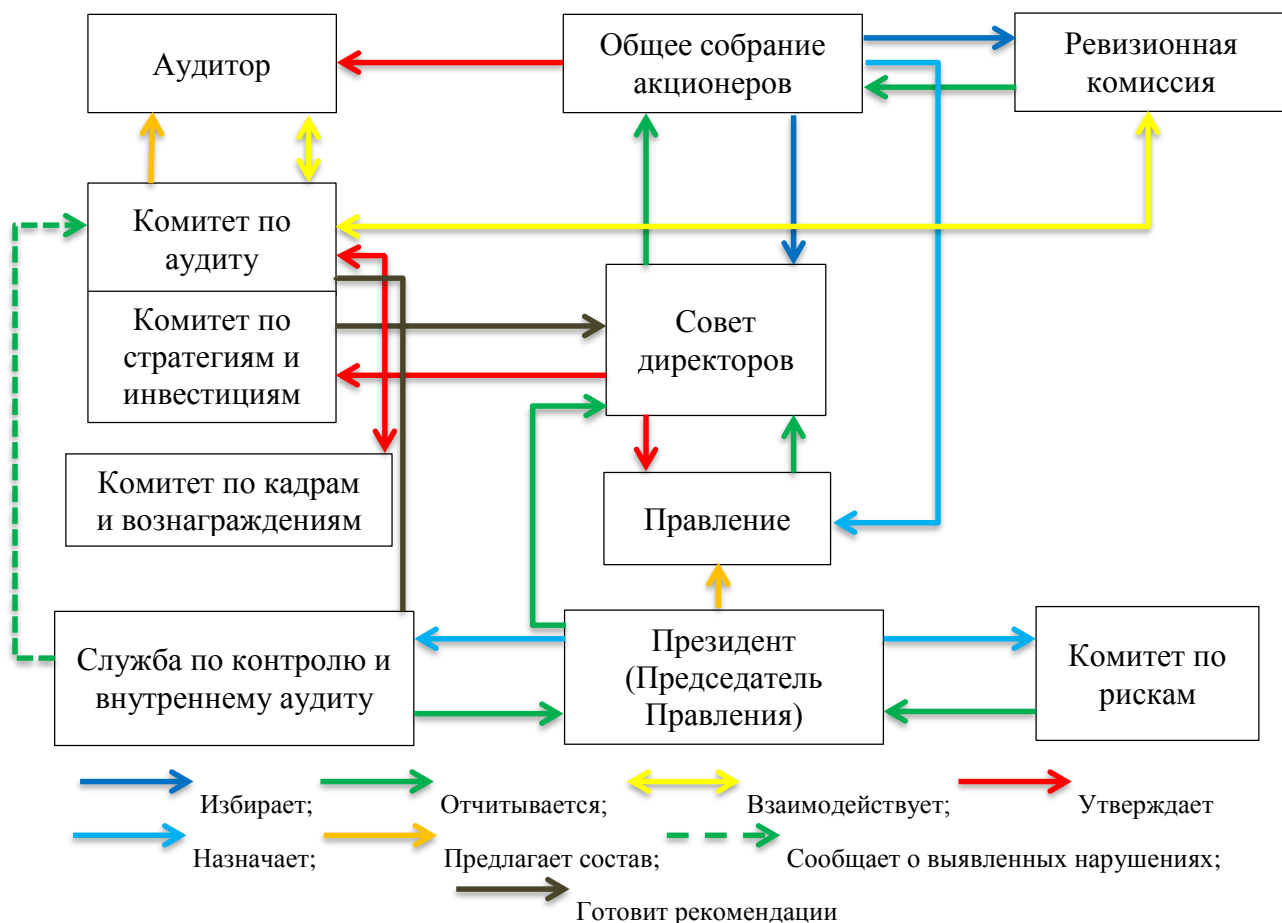 Аудитор
Общее собрание
акционеров
Ревизионная
комиссия
Комитет по
аудиту
Комитет по
стратегиям и
инвестициям
Совет
директоров
Комитет по кадрам
и вознаграждениям
Правление
Служба по контролю и
внутреннему аудиту
Президент
(Председатель
Правления)
Комитет по
рискам
Избирает; Отчитывается; Взаимодействует; Утверждает
Назначает; Предлагает состав; Сообщает о выявленных нарушениях;
Готовит рекомендации